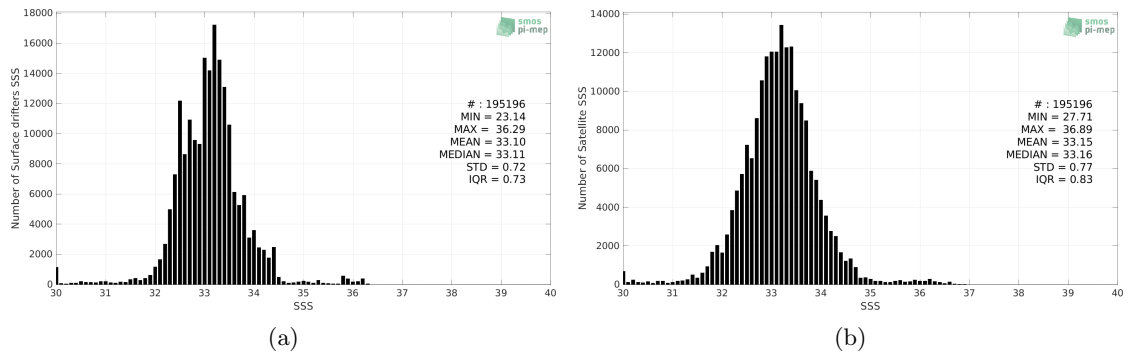 18000
16000
14000
12000
10000
8000
6000
4000
2000
0
Number of Surface drifters SSS
30 31 32 33 34 35 36 37 38 39 40
SSS
smos
pi-mep
# : 195196
MIN = 23.14
MAX = 36.29
MEAN = 33.10
MEDIAN = 33.11
STD = 0.72
IQR = 0.73
(a)
14000
12000
10000
8000
6000
4000
2000
0
Number of Satellite SSS
30 31 32 33 34 35 36 37 38 39 40
SSS
smos
pi-mep
# : 195196
MIN = 27.71
MAX = 36.89
MEAN = 33.15
MEDIAN = 33.16
STD = 0.77
IQR = 0.83
(b)